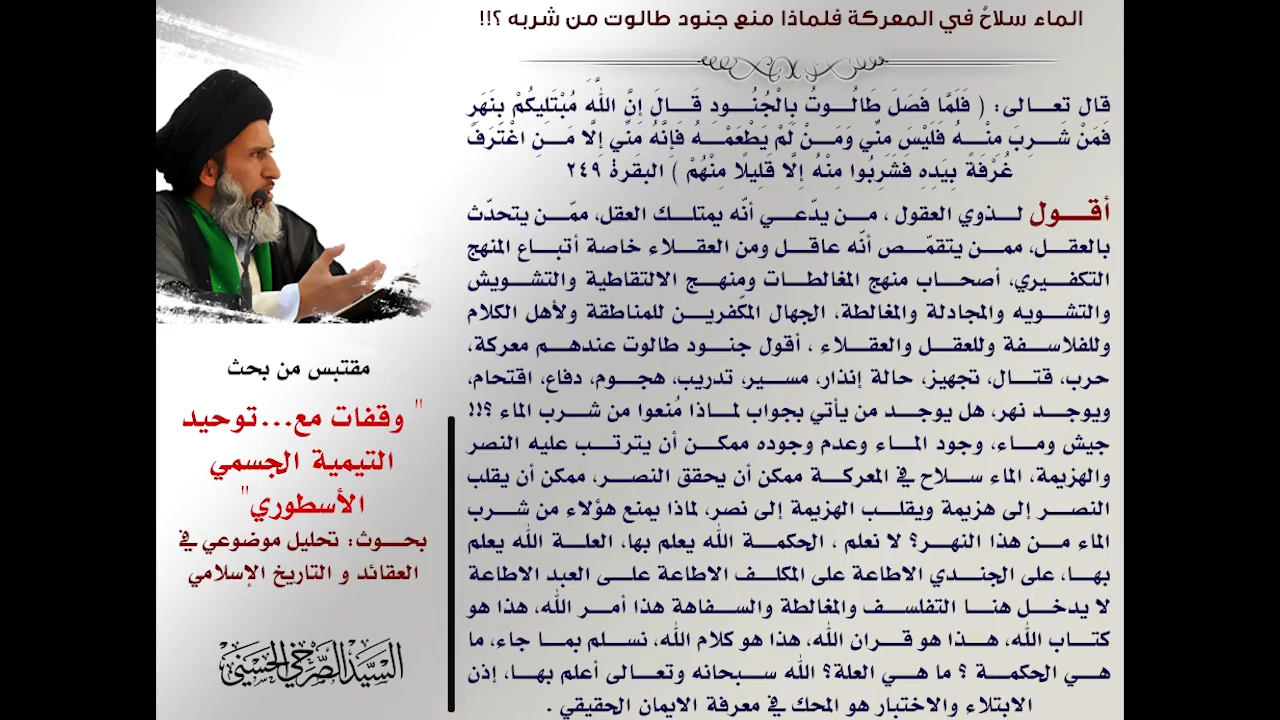 الماء سلاحٌ في المعركة فلماذا منع جنود طالوت من شربه ؟!!
قال تعالى: ( فَلَمَّا فَصَلَ طَالُوتُ بِالْجُنُودِ قَالَ إِنَّ اللَّهَ مُبْتَلِيكُمْ بِنَهَرٍ
فَمَنْ شَرِبَ مِنْهُ فَلَيْسَ مِنِّي وَمَنْ لَمْ يَطْعَمْهُ فَإِنَّهُ مِنِّي إِلَّا مَنِ اغْتَرَفَ
غُرْفَةً بِيَدِهِ فَشَرِبُوا مِنْهُ إِلَّا قَلِيلًا مِنْهُمْ ) البقرة ٢٤٩
أقول لذوي العقول ، من يدّعي أنّه يمتلك العقل، ممّن يتحدّث
بالعقل، ممن يتقمّص أنّه عاقل ومن العقلاء خاصة أتباع المنهج
التكفيري، أصحاب منهج المغالطات ومنهج الالتقاطية والتشويش
والتشويه والمجادلة والمغالطة، الجهال المكّفرين للمناطقة ولأهل الكلام
وللفلاسفة وللعقل والعقلاء ، أقول جنود طالوت عندهم معركة،
حرب، قتال، تجهيز، حالة إنذار، مسير، تدريب، هجوم، دفاع، اقتحام،
ويوجد نهر، هل يوجد من يأتي بجواب لماذا مُنعوا من شرب الماء ؟!!
جيش وماء، وجود الماء وعدم وجوده ممكن أن يترتب عليه النصر
والهزيمة، الماء سلاح في المعركة ممكن أن يحقق النصر، ممكن أن يقلب
النصر إلى هزيمة ويقلب الهزيمة إلى نصر، لماذا يمنع هؤلاء من شرب
الماء من هذا النهر؟ لا نعلم ، الحكمة الله يعلم بها، العلة الله يعلم
بها، على الجندي الاطاعة على المكلف الاطاعة على العبد الاطاعة
لا يدخل هنا التفلسف والمغالطة والسفاهة هذا أمر الله، هذا هو
كتاب الله، هذا هو قران الله، هذا هو كلام الله، نسلم بما جاء، ما
هي الحكمة ؟ ما هي العلة؟ الله سبحانه وتعالى أعلم بها، إذن
الابتلاء والاختبار هو المحك في معرفة الايمان الحقيقي .
مقتبس من بحث
" وقفات مع...توحيد
التيمية الجسمي
الأسطوري"
بحوث: تحليل موضوعي في
العقائد و التاريخ الإسلامي
السيد الصرخي الحسني